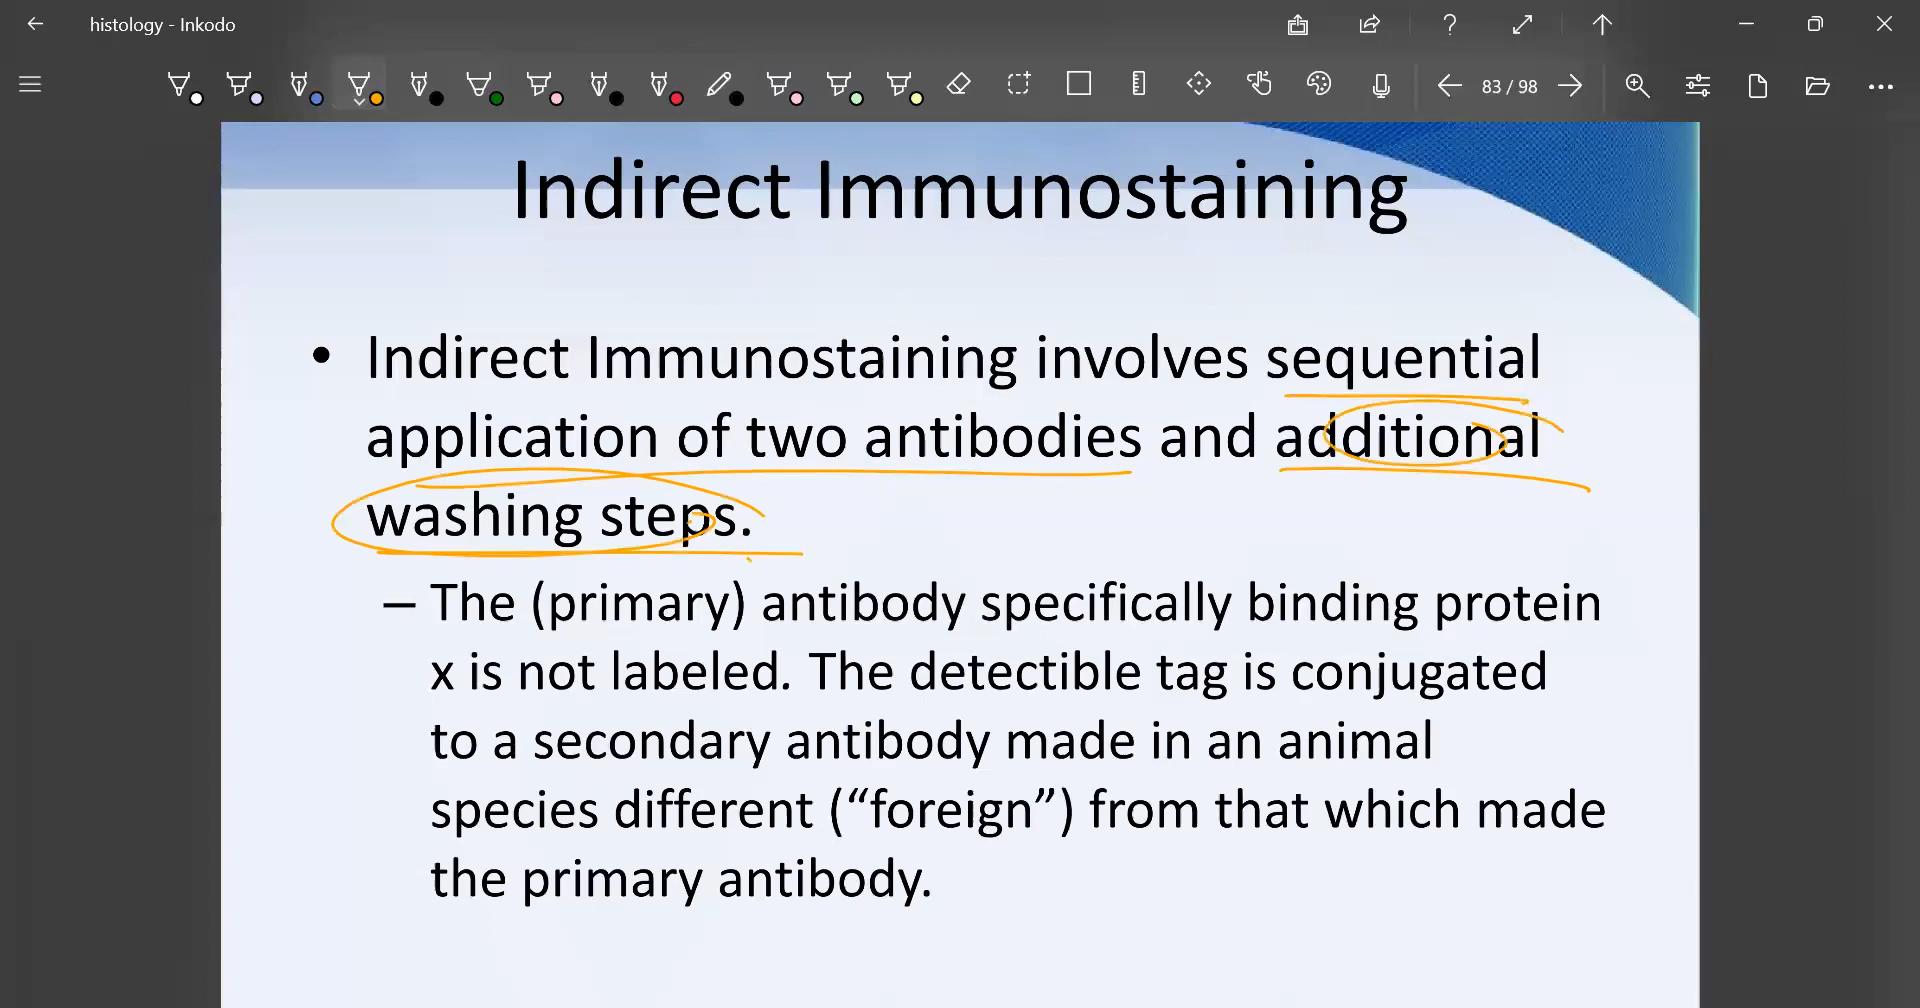 histology - Inkodo
83 / 98
Indirect Immunostaining
• Indirect Immunostaining involves sequential
application of two antibodies and additional
washing steps.
– The (primary) antibody specifically binding protein
x is not labeled. The detectible tag is conjugated
to a secondary antibody made in an animal
species different (“foreign”) from that which made
the primary antibody.